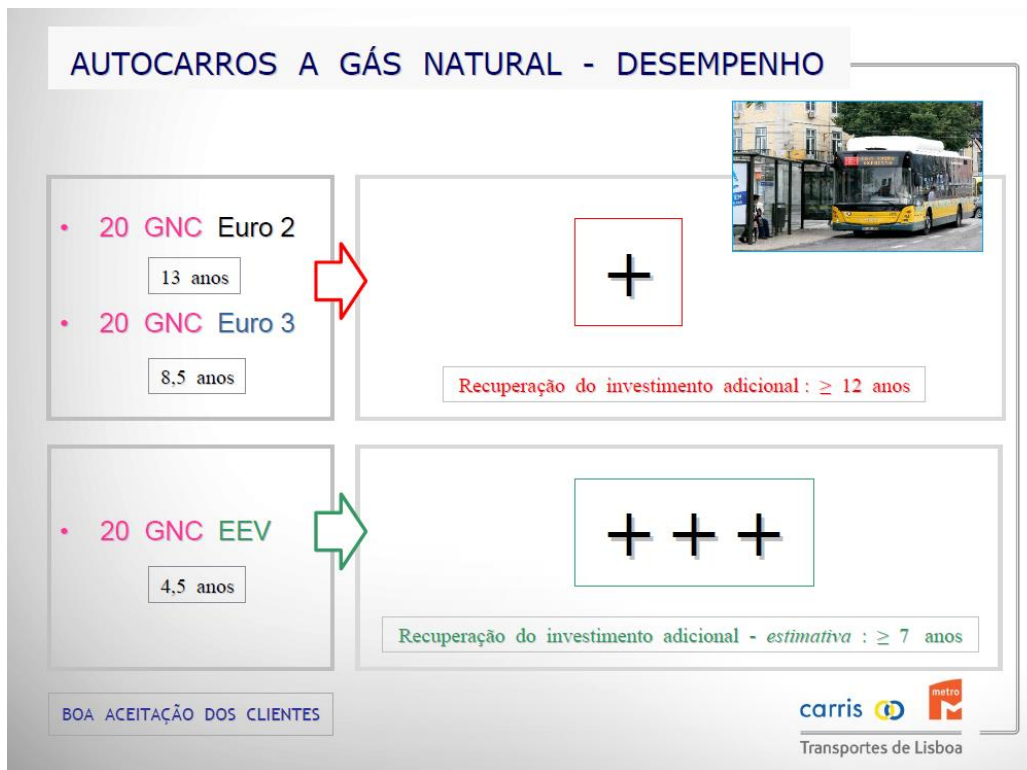 AUTOCARROS A GÁS NATURAL - DESEMPENHO
• 20 GNC Euro 2
13 anos
• 20 GNC Euro 3
8,5 anos
+
Recuperação do investimento adicional : ≥ 12 anos
• 20 GNC EEV
4,5 anos
+ + +
Recuperação do investimento adicional - estimativa : ≥ 7 anos
BOA ACEITAÇÃO DOS CLIENTES
carris
metro
Transportes de Lisboa